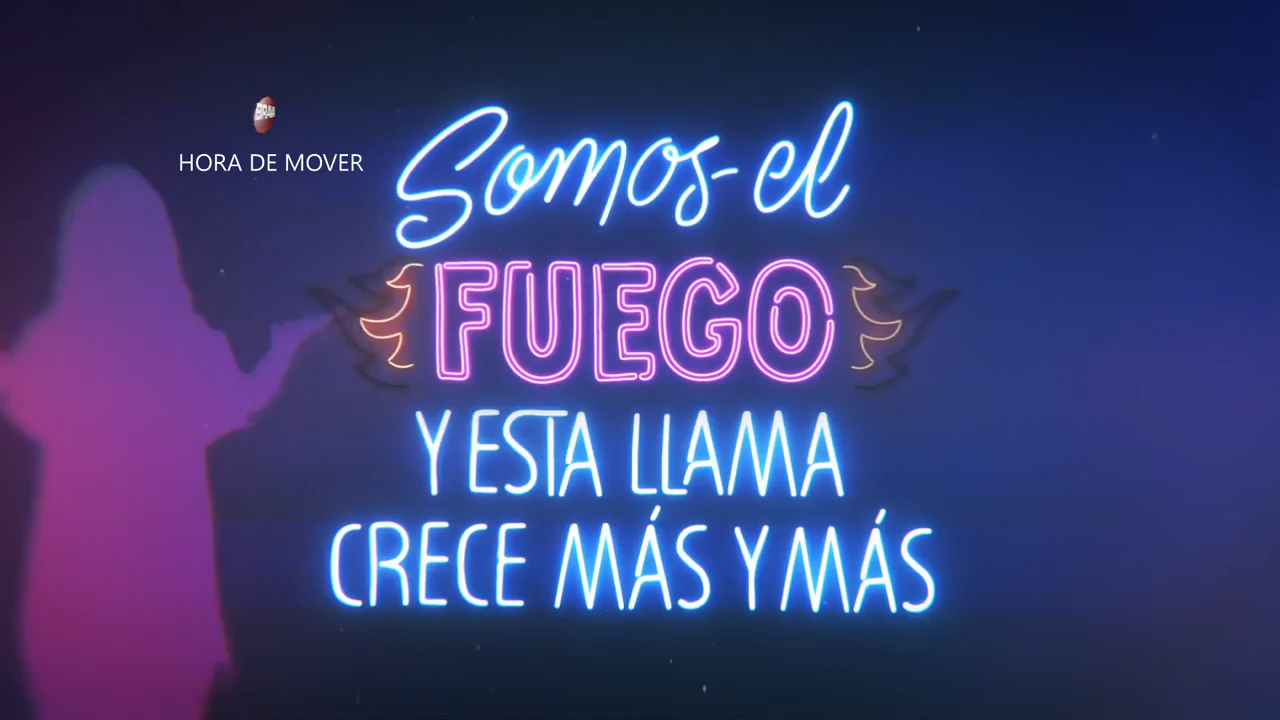 HORA DE MOVER
Somos el
FUEGO
Y ESTA LLAMA
CRECE MÁS Y MÁS